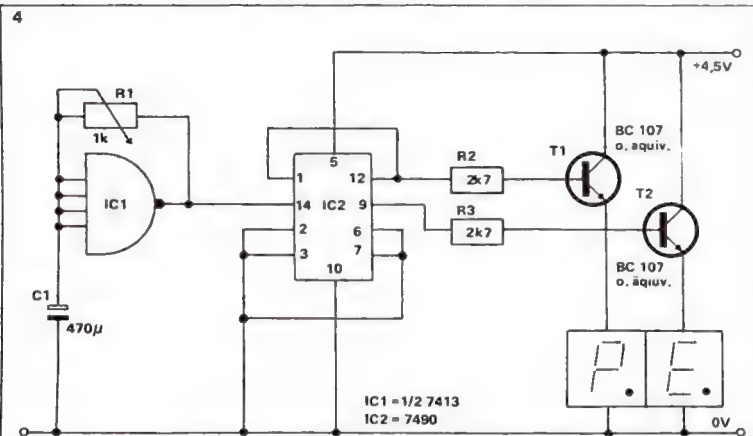 4
+4,5V
R1
1k
IC1
C1
470µ
5
1
12
14
IC2
9
2
6
3
7
10
R2
2k7
R3
2k7
T1
BC 107
o. äquiv.
T2
BC 107
o. äquiv.
P. E.
IC1 = 1/2 7413
IC2 = 7490
0V